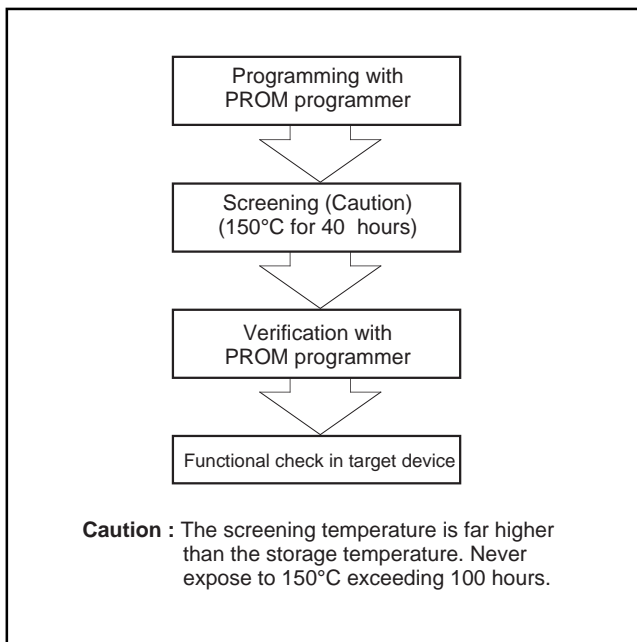 Programming with
PROM programmer
Screening (Caution)
(150°C for 40 hours)
Verification with
PROM programmer
Functional check in target device
Caution : The screening temperature is far higher
than the storage temperature. Never
expose to 150°C exceeding 100 hours.